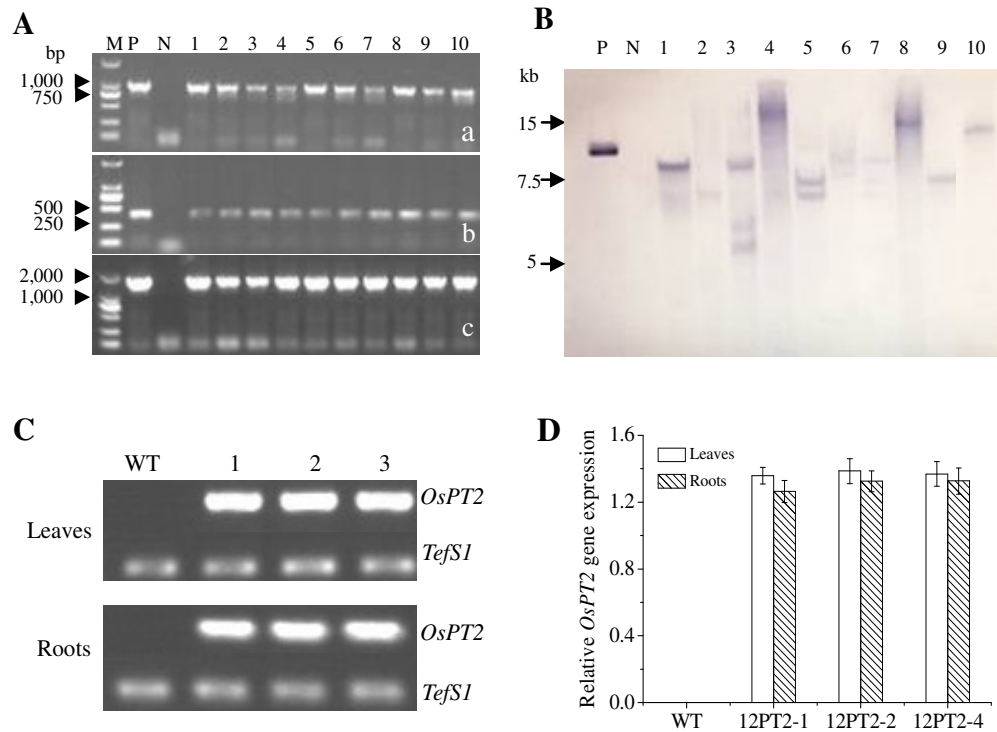 A
bp
M P N 1 2 3 4 5 6 7 8 9 10
1,000
750
a
500
250
b
2,000
1,000
c
B
P N 1 2 3 4 5 6 7 8 9 10
kb
15
7.5
5
C
WT 1 2 3
Leaves
OsPT2
TefS1
Roots
OsPT2
TefS1
D
Relative OsPT2 gene expression
1.6
1.2
0.8
0.4
0.0
Leaves
Roots
WT 12PT2-1 12PT2-2 12PT2-4